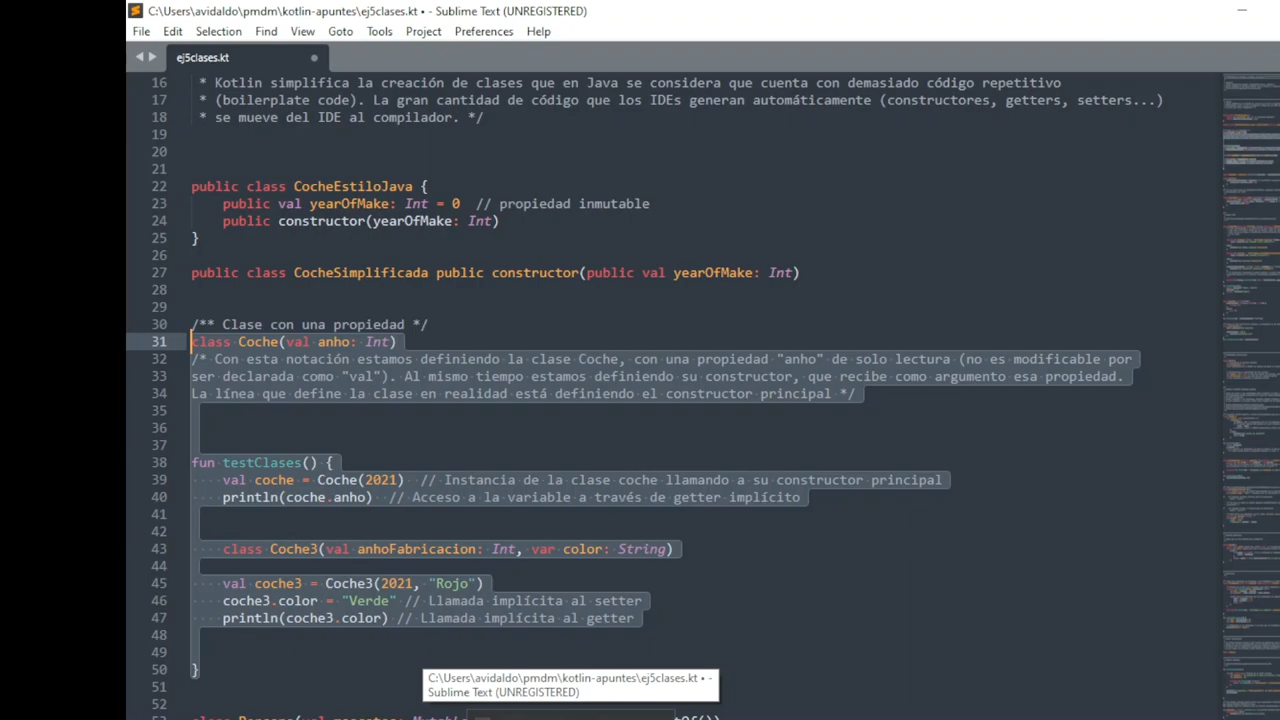 C:\Users\avidaldo\pmdm\kotlin-apuntes\ej5clases.kt • - Sublime Text (UNREGISTERED)
File Edit Selection Find View Goto Tools Project Preferences Help
ej5clases.kt
16 * Kotlin simplifica la creación de clases que en Java se considera que cuenta con demasiado código repetitivo
17 * (boilerplate code). La gran cantidad de código que los IDEs generan automáticamente (constructores, getters, setters...)
18 * se mueve del IDE al compilador. */
19
20
21
22 public class CocheEstiloJava {
23 public val yearOfMake: Int = 0 // propiedad inmutable
24 public constructor(yearOfMake: Int)
25 }
26
27 public class CocheSimplificada public constructor(public val yearOfMake: Int)
28
29
30 /** Clase con una propiedad */
31 class Coche(val anho: Int)
32 /* Con esta notación estamos definiendo la clase Coche, con una propiedad "anho" de solo lectura (no es modificable por
33 ser declarada como "val"). Al mismo tiempo estamos definiendo su constructor, que recibe como argumento esa propiedad.
34 La línea que define la clase en realidad está definiendo el constructor principal */
35
36
37
38 fun testClases() {
39 val coche = Coche(2021) // Instancia de la clase coche llamando a su constructor principal
40 println(coche.anho) // Acceso a la variable a través de getter implícito
41
42
43 class Coche3(val anhoFabricacion: Int, var color: String)
44
45 val coche3 = Coche3(2021, "Rojo")
46 coche3.color = "Verde" // Llamada implícita al setter
47 println(coche3.color) // Llamada implícita al getter
48
49
50 }
51
52
C:\Users\avidaldo\pmdm\kotlin-apuntes\ej5clases.kt • -
Sublime Text (UNREGISTERED)